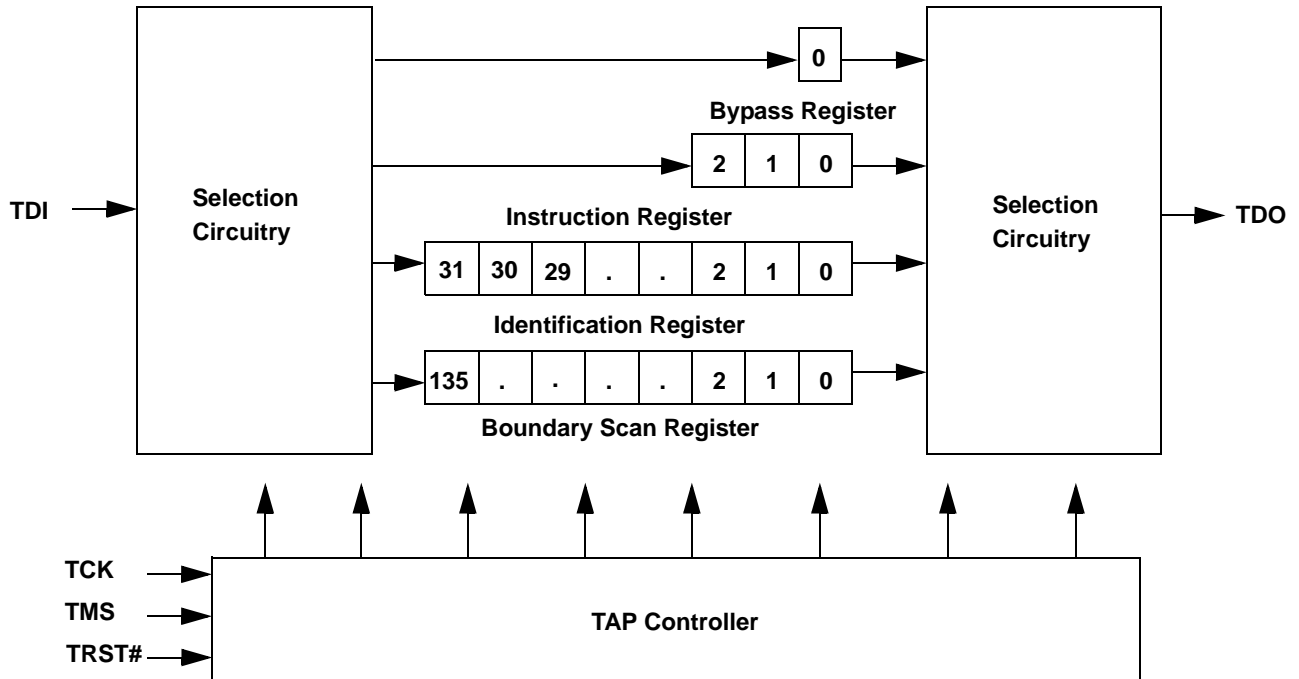 0
Bypass Register
2 1 0
TDI
Selection
Circuitry
Selection
Circuitry
TDO
Instruction Register
31 30 29 . . 2 1 0
Identification Register
135 . . . . 2 1 0
Boundary Scan Register
TCK
TMS
TRST#
TAP Controller